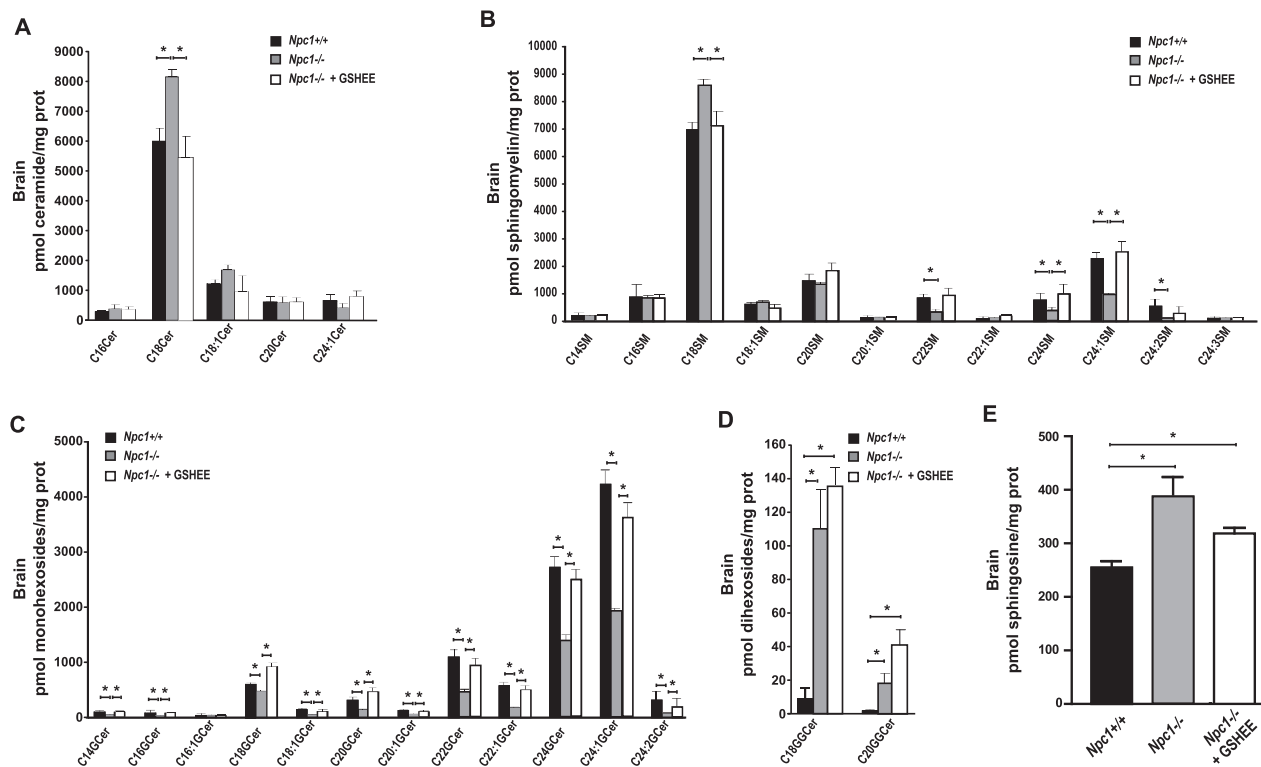 A
Brain
pmol ceramide/mg prot
Npc1+/+
Npc1-/-
Npc1-/- + GSHEE
9000
8000
7000
6000
5000
4000
3000
2000
1000
0
* *
C16Cer
C18Cer
C18:1Cer
C20Cer
C24:1Cer
B
Brain
pmol sphingomyelin/mg prot
Npc1+/+
Npc1-/-
Npc1-/- + GSHEE
10000
9000
8000
7000
6000
5000
4000
3000
2000
1000
0
* *
*
* *
* *
*
C14SM
C16SM
C18SM
C18:1SM
C20SM
C20:1SM
C22SM
C22:1SM
C24SM
C24:1SM
C24:2SM
C24:3SM
C
Brain
pmol monohexosides/mg prot
Npc1+/+
Npc1-/-
Npc1-/- + GSHEE
5000
4000
3000
2000
1000
0
* *
* *
* *
* *
* *
* *
* *
* *
* *
* *
* *
C14GCer
C16GCer
C16:1GCer
C18GCer
C18:1GCer
C20GCer
C20:1GCer
C22GCer
C22:1GCer
C24GCer
C24:1GCer
C24:2GCer
D
Brain
pmol dihexosides/mg prot
Npc1+/+
Npc1-/-
Npc1-/- + GSHEE
160
140
120
100
80
60
40
20
0
*
*
*
*
C18GGCer
C20GGCer
E
Brain
pmol sphingosine/mg prot
500
400
300
200
100
0
*
*
Npc1+/+
Npc1-/-
Npc1-/-
+ GSHEE